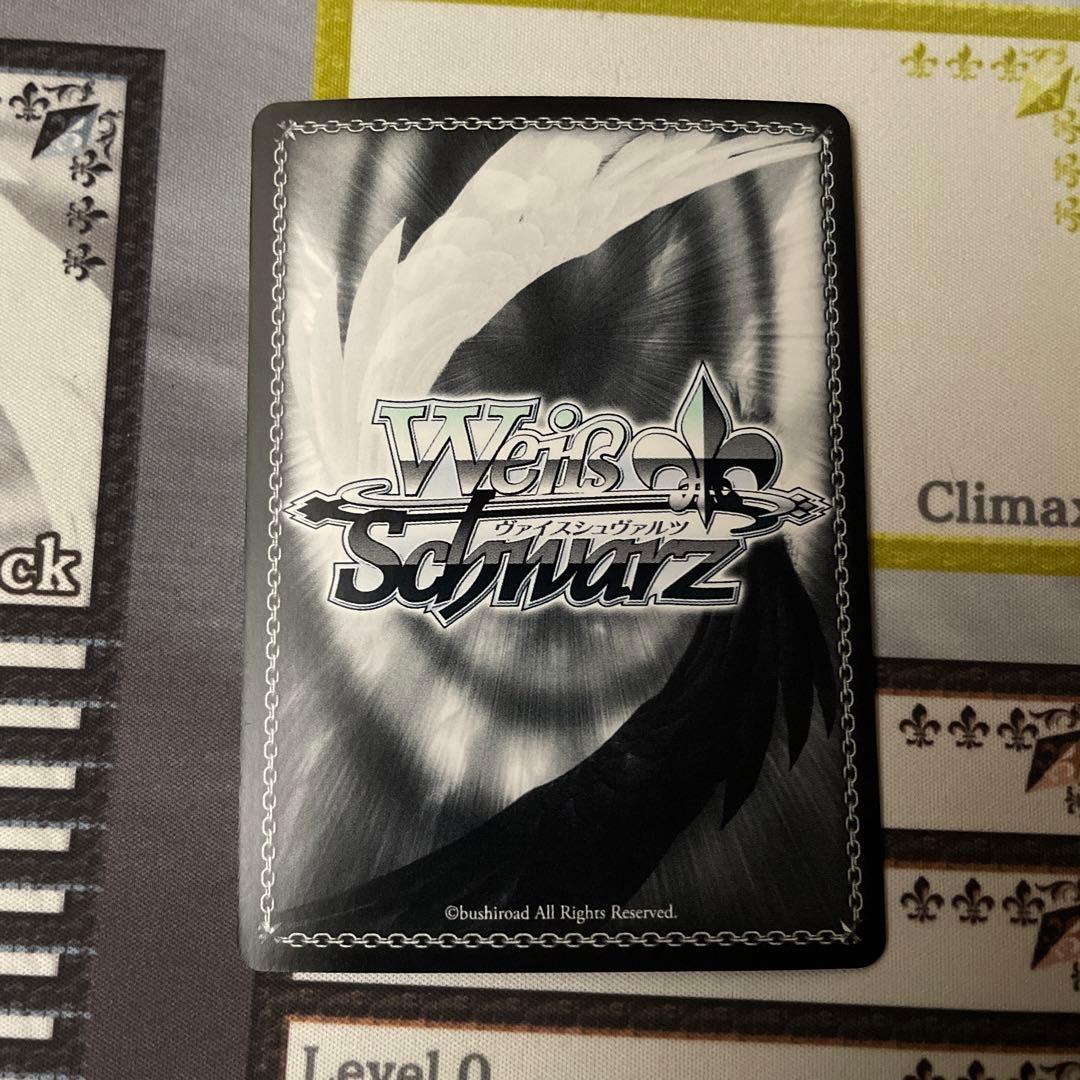 Climax
ck
Weiß
ヴァイスシュヴァルツ
Schwarz
©bushiroad All Rights Reserved.
Level 0